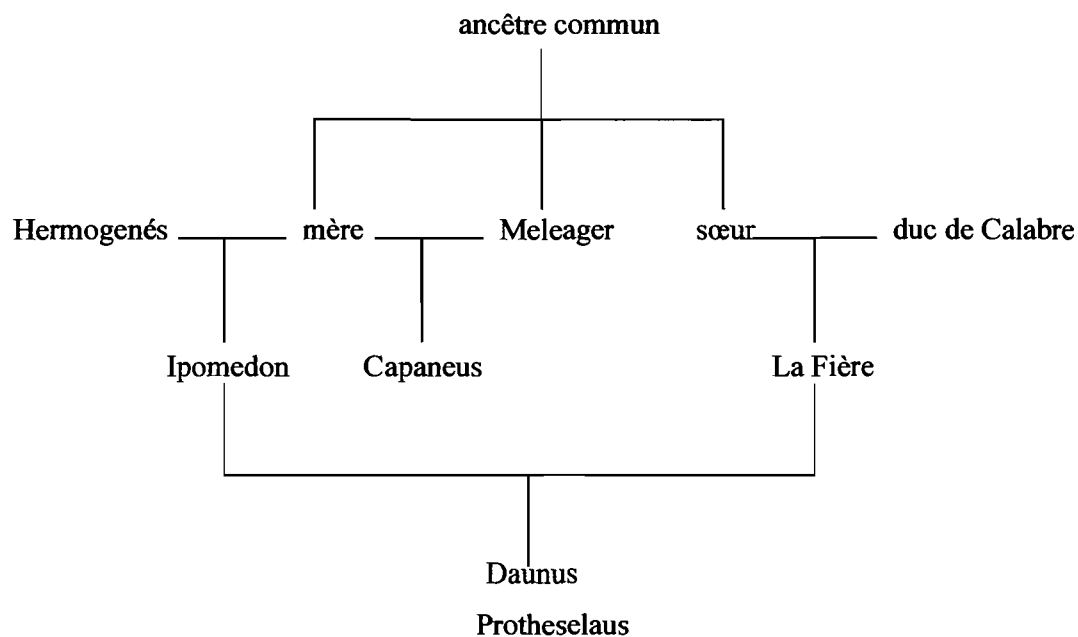 ancêtre commun
Hermogenés mère Meleager sœur duc de Calabre
Ipomedon Capaneus La Fière
Daunus
Protheselaus